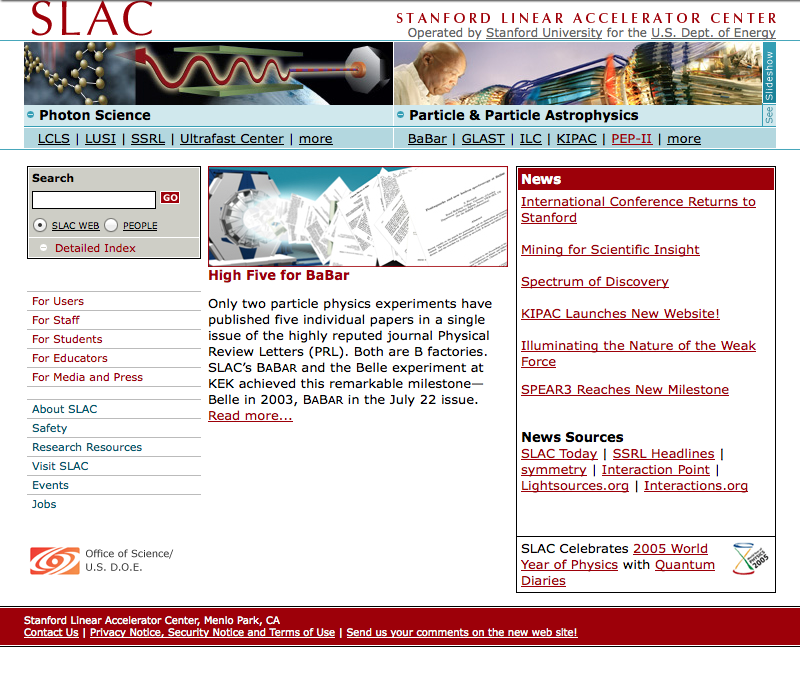 SLAC
STANFORD LINEAR ACCELERATOR CENTER
Operated by Stanford University for the U.S. Dept. of Energy
See Slideshow
Photon Science
LCLS | LUSI | SSRL | Ultrafast Center | more
Particle & Particle Astrophysics
BaBar | GLAST | ILC | KIPAC | PEP-II | more
Search
GO
SLAC WEB PEOPLE
Detailed Index
For Users
For Staff
For Students
For Educators
For Media and Press
About SLAC
Safety
Research Resources
Visit SLAC
Events
Jobs
Office of Science/
U.S. D.O.E.
High Five for BaBar
Only two particle physics experiments have
published five individual papers in a single
issue of the highly reputed journal Physical
Review Letters (PRL). Both are B factories.
SLAC's BABAR and the Belle experiment at
KEK achieved this remarkable milestone—
Belle in 2003, BABAR in the July 22 issue.
Read more...
News
International Conference Returns to
Stanford
Mining for Scientific Insight
Spectrum of Discovery
KIPAC Launches New Website!
Illuminating the Nature of the Weak
Force
SPEAR3 Reaches New Milestone
News Sources
SLAC Today | SSRL Headlines |
symmetry | Interaction Point |
Lightsources.org | Interactions.org
SLAC Celebrates 2005 World
Year of Physics with Quantum
Diaries
Stanford Linear Accelerator Center, Menlo Park, CA
Contact Us | Privacy Notice, Security Notice and Terms of Use | Send us your comments on the new web site!